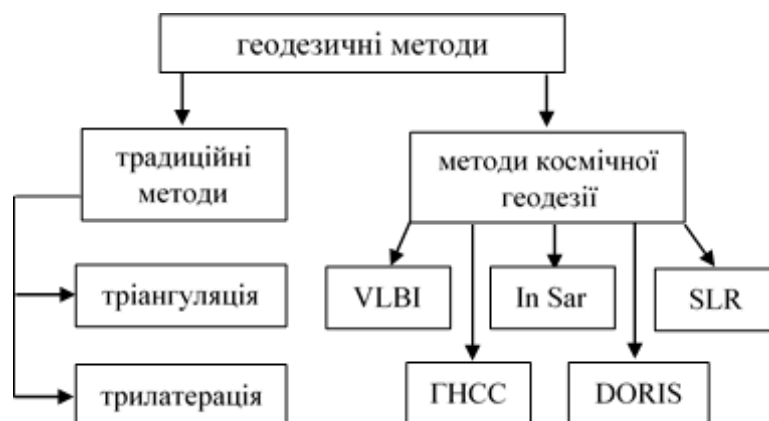 геодезичні методи
традиційні
методи
методи космічної
геодезії
тріангуляція
VLBI
In Sar
SLR
трилатерація
ГНСС
DORIS